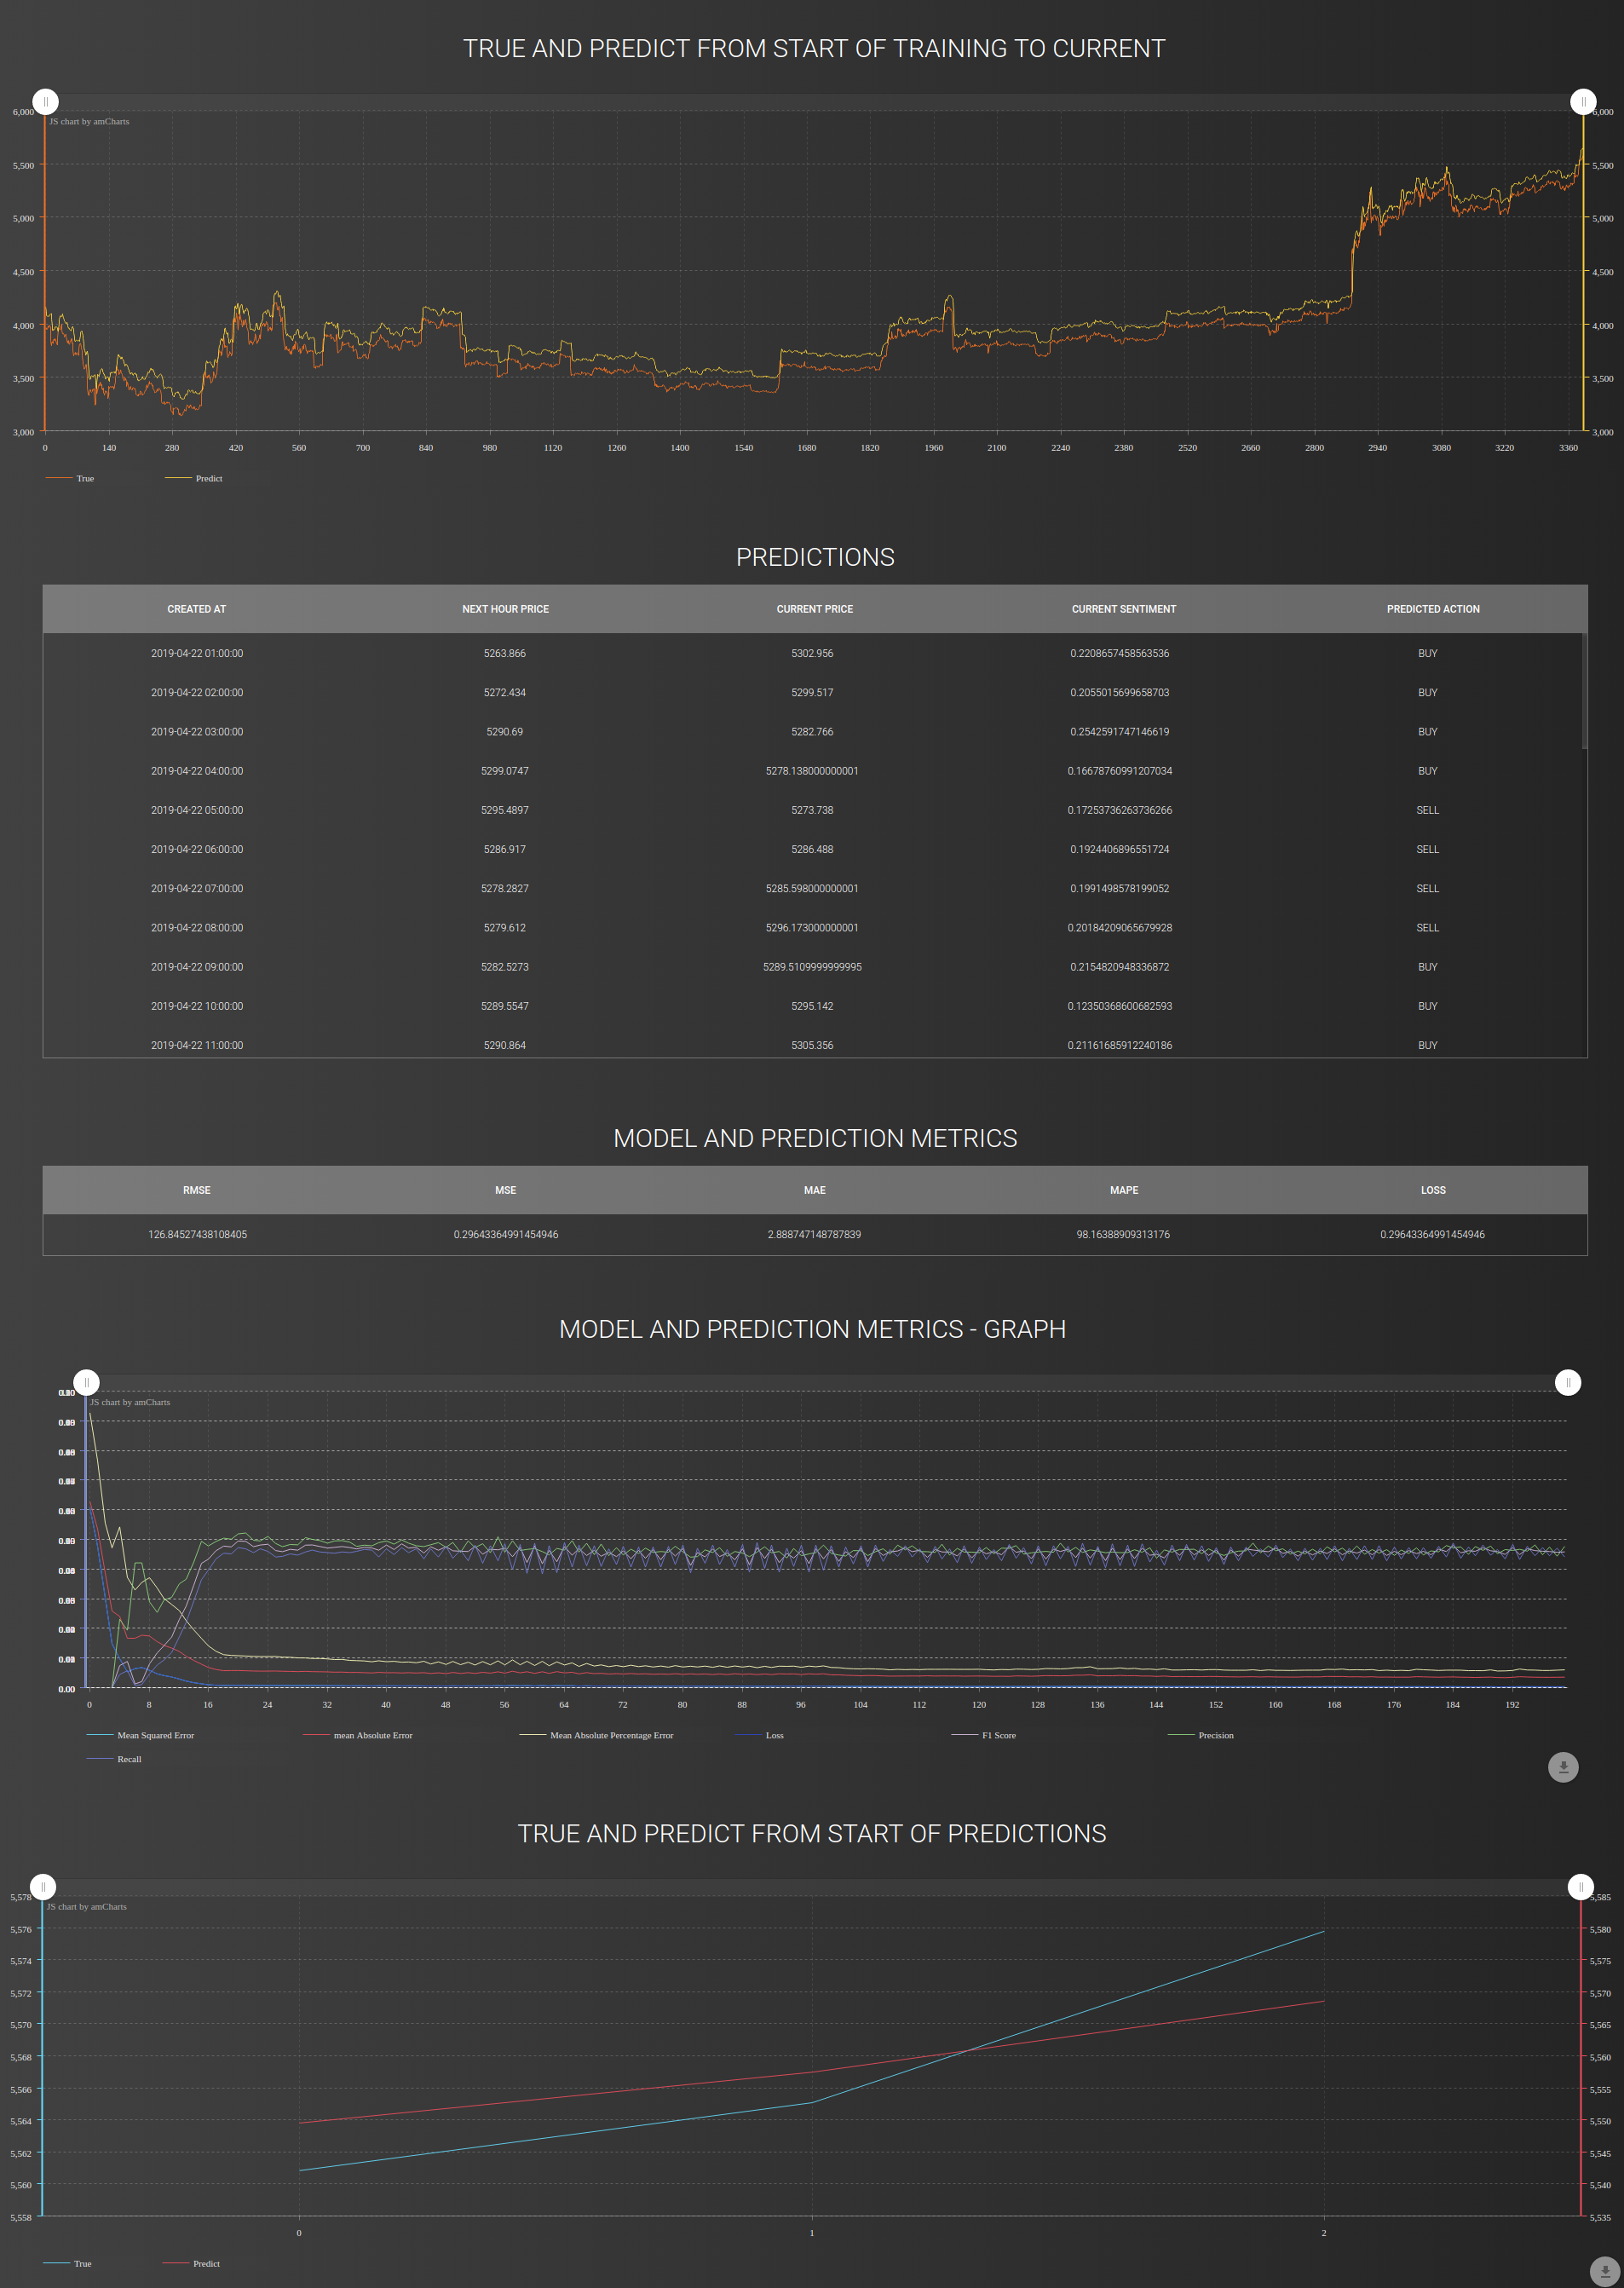 TRUE AND PREDICT FROM START OF TRAINING TO CURRENT
JS chart by amCharts
6,000
5,500
5,000
4,500
4,000
3,500
3,000
6,000
5,500
5,000
4,500
4,000
3,500
3,000
0 140 280 420 560 700 840 980 1120 1260 1400 1540 1680 1820 1960 2100 2240 2380 2520 2660 2800 2940 3080 3220 3360
True Predict
PREDICTIONS
CREATED AT NEXT HOUR PRICE CURRENT PRICE CURRENT SENTIMENT PREDICTED ACTION
2019-04-22 01:00:00 5263.866 5302.956 0.2208657458563536 BUY
2019-04-22 02:00:00 5272.434 5299.517 0.2055015699658703 BUY
2019-04-22 03:00:00 5290.69 5282.766 0.2542591747146619 BUY
2019-04-22 04:00:00 5299.0747 5278.138000000001 0.16678760991207034 BUY
2019-04-22 05:00:00 5295.4897 5273.738 0.17253736263736266 SELL
2019-04-22 06:00:00 5286.917 5286.488 0.1924406896551724 SELL
2019-04-22 07:00:00 5278.2827 5285.598000000001 0.1991498578199052 SELL
2019-04-22 08:00:00 5279.612 5296.173000000001 0.20184209065679928 SELL
2019-04-22 09:00:00 5282.5273 5289.5109999999995 0.2154820948336872 BUY
2019-04-22 10:00:00 5289.5547 5295.142 0.12350368600682593 BUY
2019-04-22 11:00:00 5290.864 5305.356 0.21161685912240186 BUY
MODEL AND PREDICTION METRICS
RMSE MSE MAE MAPE LOSS
126.84527438108405 0.29643364991454946 2.888747148787839 98.16388909313176 0.29643364991454946
MODEL AND PREDICTION METRICS - GRAPH
JS chart by amCharts
0.00
0 8 16 24 32 40 48 56 64 72 80 88 96 104 112 120 128 136 144 152 160 168 176 184 192
Mean Squared Error mean Absolute Error Mean Absolute Percentage Error Loss F1 Score Precision
Recall
TRUE AND PREDICT FROM START OF PREDICTIONS
JS chart by amCharts
5,578
5,576
5,574
5,572
5,570
5,568
5,566
5,564
5,562
5,560
5,558
5,585
5,580
5,575
5,570
5,565
5,560
5,555
5,550
5,545
5,540
5,535
0 1 2
True Predict